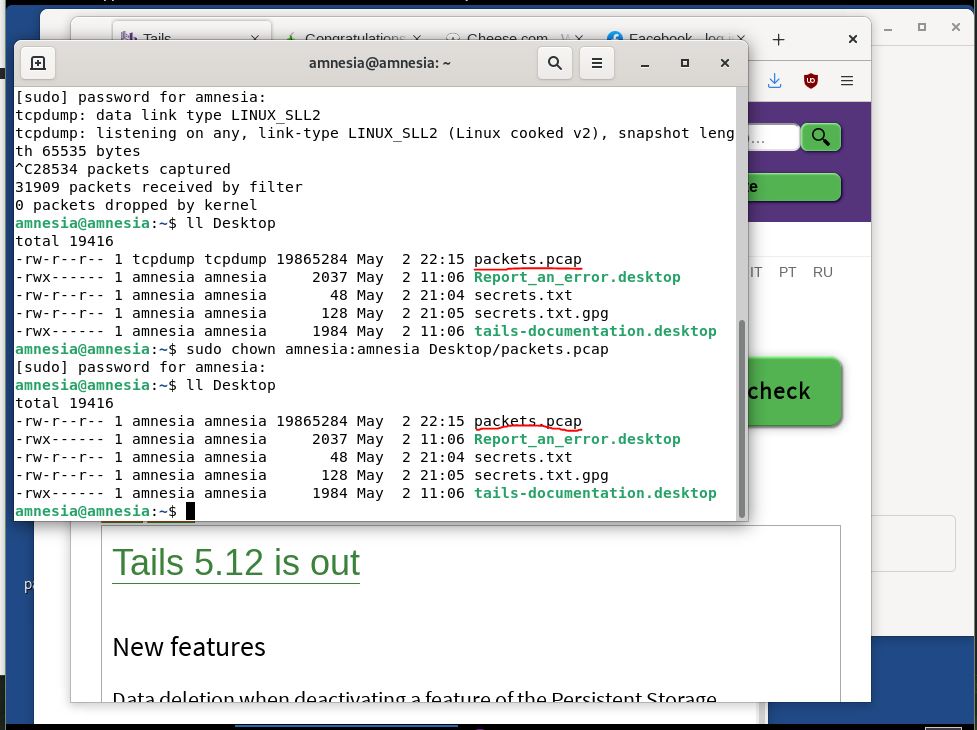 Tails
Congratulations
Cheese.com
Facebook – log i
amnesia@amnesia: ~
[sudo] password for amnesia:
tcpdump: data link type LINUX_SLL2
tcpdump: listening on any, link-type LINUX_SLL2 (Linux cooked v2), snapshot leng
th 65535 bytes
^C28534 packets captured
31909 packets received by filter
0 packets dropped by kernel
amnesia@amnesia:~$ ll Desktop
total 19416
-rw-r--r-- 1 tcpdump tcpdump 19865284 May  2 22:15 packets.pcap
-rwx------ 1 amnesia amnesia     2037 May  2 11:06 Report_an_error.desktop
-rw-r--r-- 1 amnesia amnesia       48 May  2 21:04 secrets.txt
-rw-r--r-- 1 amnesia amnesia      128 May  2 21:05 secrets.txt.gpg
-rwx------ 1 amnesia amnesia     1984 May  2 11:06 tails-documentation.desktop
amnesia@amnesia:~$ sudo chown amnesia:amnesia Desktop/packets.pcap
[sudo] password for amnesia:
amnesia@amnesia:~$ ll Desktop
total 19416
-rw-r--r-- 1 amnesia amnesia 19865284 May  2 22:15 packets.pcap
-rwx------ 1 amnesia amnesia     2037 May  2 11:06 Report_an_error.desktop
-rw-r--r-- 1 amnesia amnesia       48 May  2 21:04 secrets.txt
-rw-r--r-- 1 amnesia amnesia      128 May  2 21:05 secrets.txt.gpg
-rwx------ 1 amnesia amnesia     1984 May  2 11:06 tails-documentation.desktop
amnesia@amnesia:~$
IT PT RU
check
Tails 5.12 is out
New features
Data deletion when deactivating a feature of the Persistent Storage